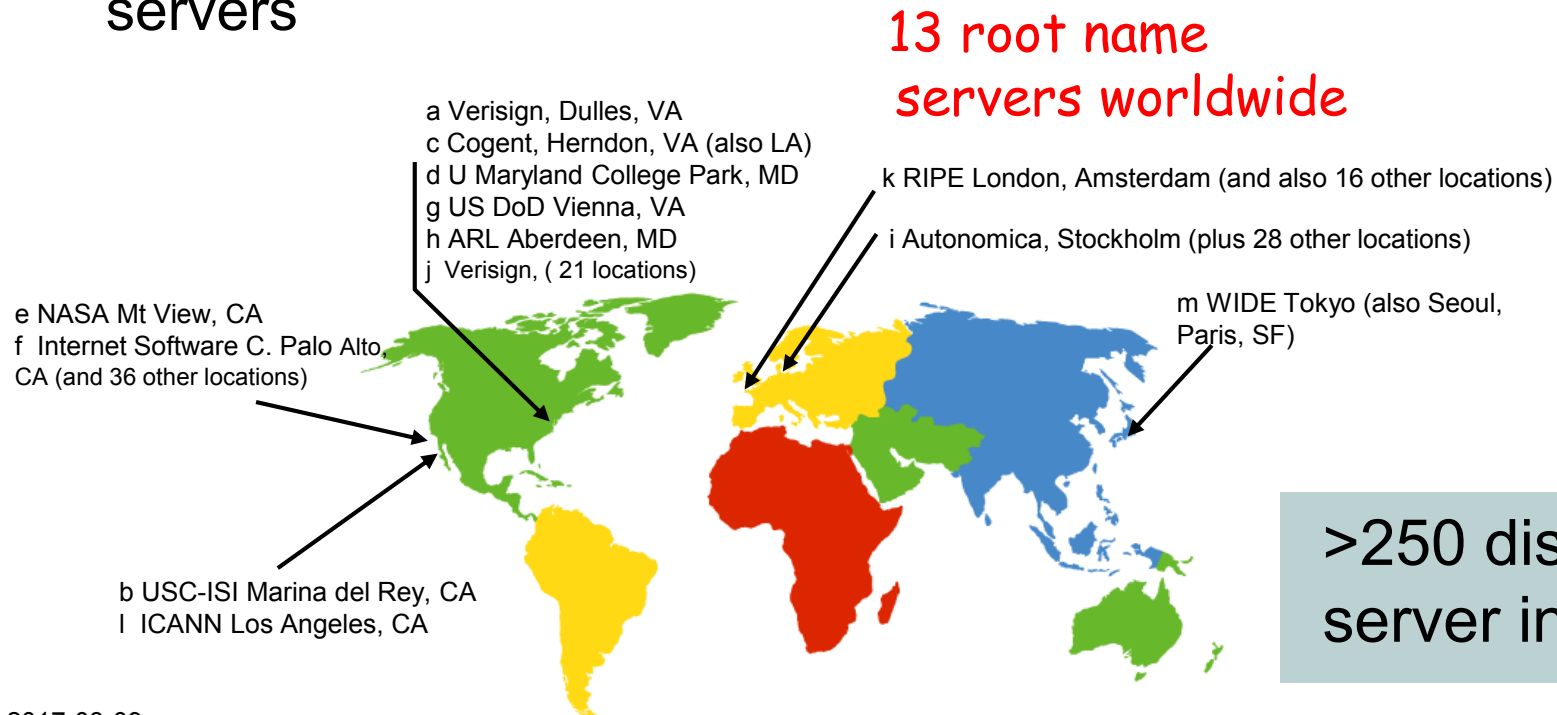 servers
13 root name
servers worldwide
a Verisign, Dulles, VA
c Cogent, Herndon, VA (also LA)
d U Maryland College Park, MD
g US DoD Vienna, VA
h ARL Aberdeen, MD
j Verisign, ( 21 locations)
k RIPE London, Amsterdam (and also 16 other locations)
i Autonomica, Stockholm (plus 28 other locations)
m WIDE Tokyo (also Seoul,
Paris, SF)
e NASA Mt View, CA
f Internet Software C. Palo Alto,
CA (and 36 other locations)
b USC-ISI Marina del Rey, CA
l ICANN Los Angeles, CA
>250 dis
server in